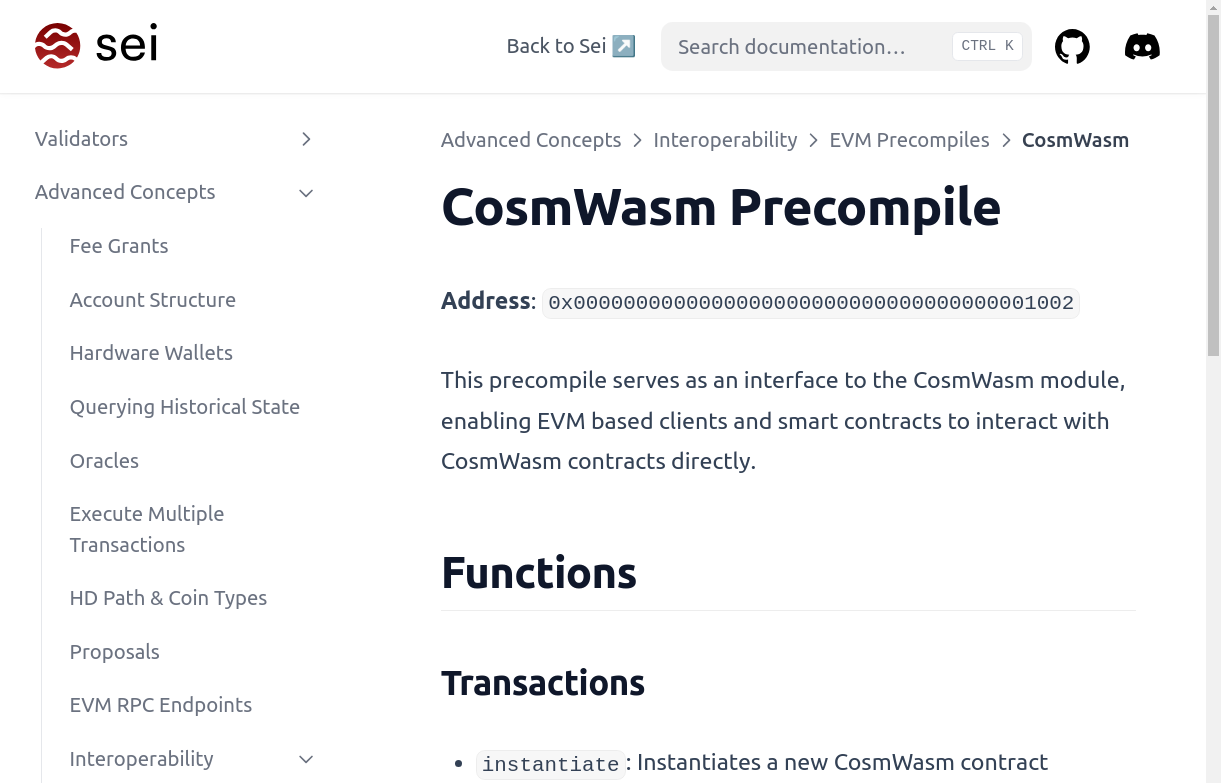 sei
Back to Sei ↗
Search documentation…
CTRL K
Validators
Advanced Concepts
Fee Grants
Account Structure
Hardware Wallets
Querying Historical State
Oracles
Execute Multiple
Transactions
HD Path & Coin Types
Proposals
EVM RPC Endpoints
Interoperability
Advanced Concepts > Interoperability > EVM Precompiles > CosmWasm
CosmWasm Precompile
Address: 0x0000000000000000000000000000000000001002
This precompile serves as an interface to the CosmWasm module,
enabling EVM based clients and smart contracts to interact with
CosmWasm contracts directly.
Functions
Transactions
• instantiate: Instantiates a new CosmWasm contract